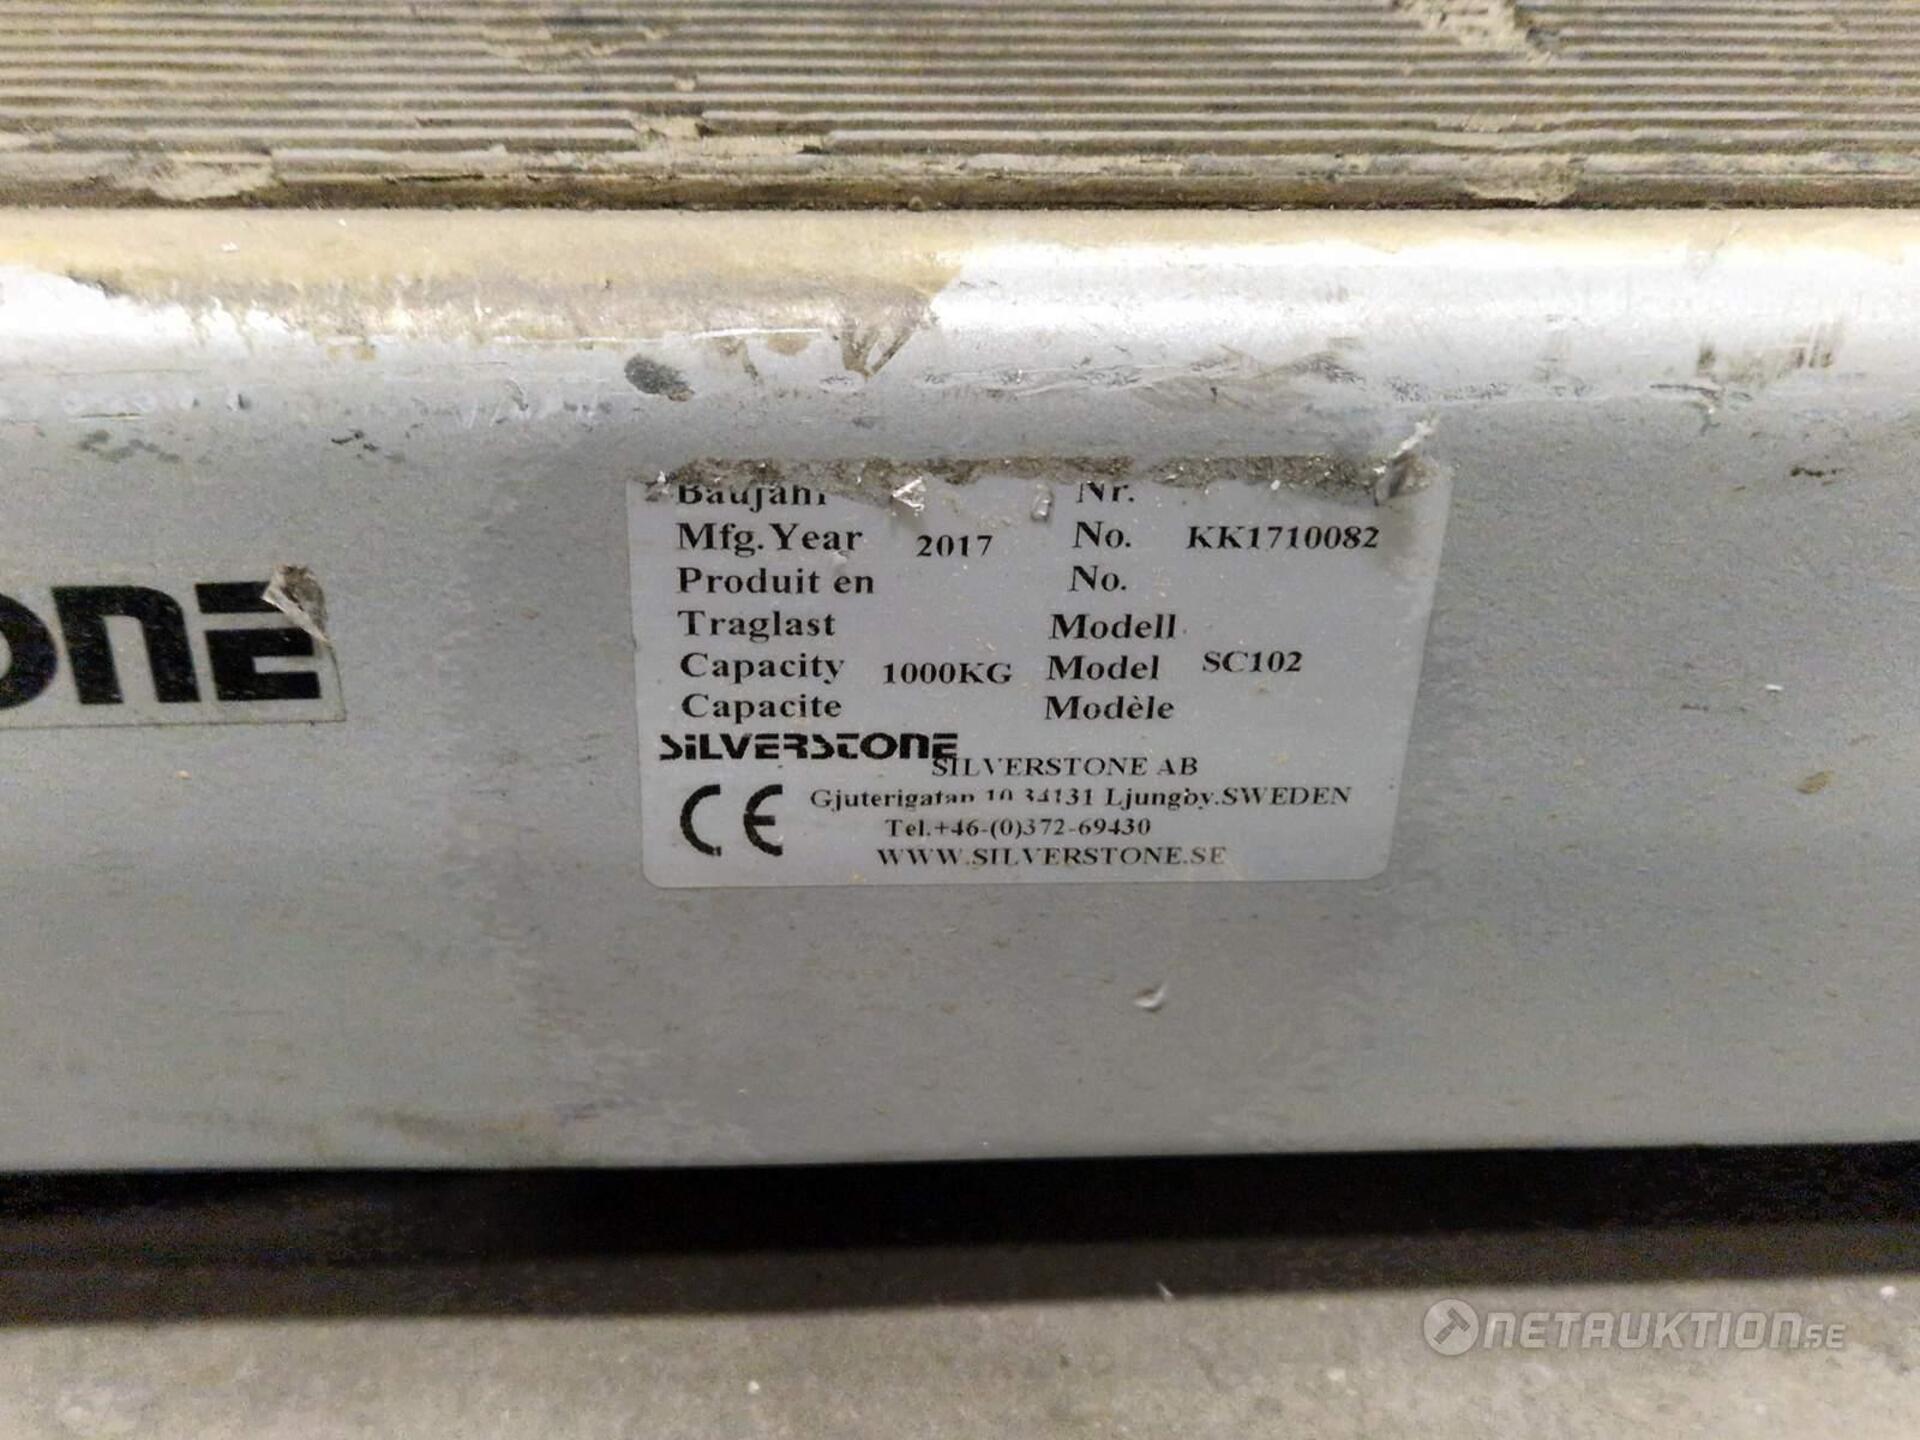 ONE
Baujahr Nr.
Mfg.Year 2017 No. KK1710082
Produit en No.
Traglast Modell
Capacity 1000KG Model SC102
Capacite Modèle
SILVERSTONE
SILVERSTONE AB
CE Gjuterigatan 10 34131 Ljungby.SWEDEN
Tel.+46-(0)372-69430
WWW.SILVERSTONE.SE
NETAUKTION.SE